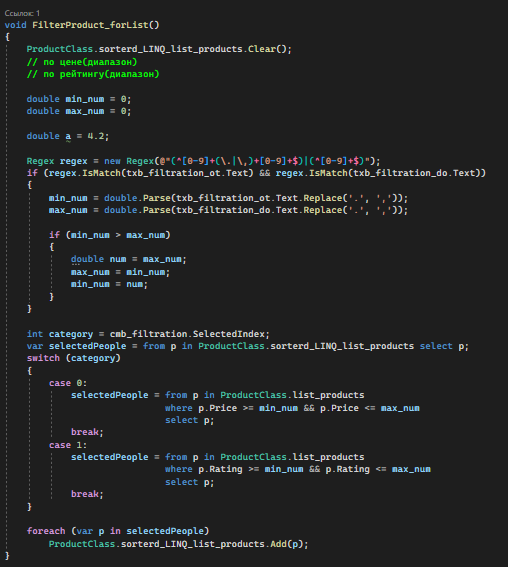 Ссылок: 1
void FilterProduct_forList()
{
ProductClass.sorterd_LINQ_list_products.Clear();
// по цене(диапазон)
// по рейтингу(диапазон)
double min_num = 0;
double max_num = 0;
double a = 4.2;
Regex regex = new Regex(@"(^[0-9]+(\.|\,)+[0-9]+$)|(^[0-9]+$)");
if (regex.IsMatch(txb_filtration_ot.Text) && regex.IsMatch(txb_filtration_do.Text))
{
min_num = double.Parse(txb_filtration_ot.Text.Replace('.', ','));
max_num = double.Parse(txb_filtration_do.Text.Replace('.', ','));
if (min_num > max_num)
{
double num = max_num;
max_num = min_num;
min_num = num;
}
}
int category = cmb_filtration.SelectedIndex;
var selectedPeople = from p in ProductClass.sorterd_LINQ_list_products select p;
switch (category)
{
case 0:
selectedPeople = from p in ProductClass.list_products
where p.Price >= min_num && p.Price <= max_num
select p;
break;
case 1:
selectedPeople = from p in ProductClass.list_products
where p.Rating >= min_num && p.Rating <= max_num
select p;
break;
}
foreach (var p in selectedPeople)
ProductClass.sorterd_LINQ_list_products.Add(p);
}